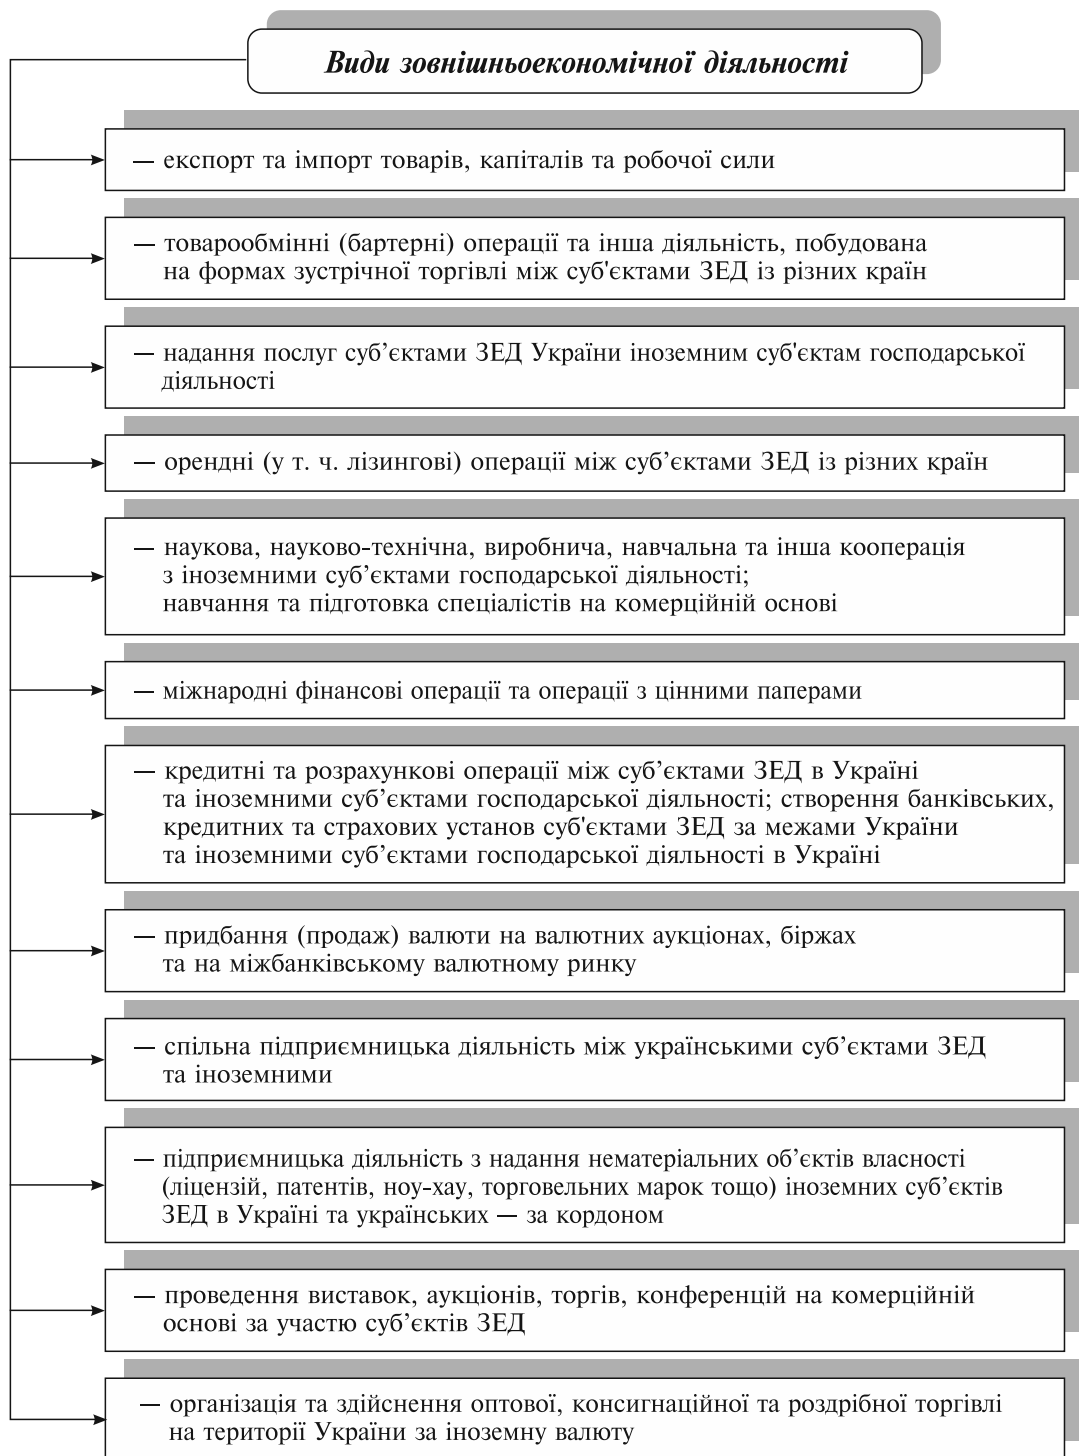 Види зовнішньоекономічної діяльності
— експорт та імпорт товарів, капіталів та робочої сили
— товарообмінні (бартерні) операції та інша діяльність, побудована
на формах зустрічної торгівлі між суб'єктами ЗЕД із різних країн
— надання послуг суб’єктами ЗЕД України іноземним суб'єктам господарської
діяльності
— орендні (у т. ч. лізингові) операції між суб’єктами ЗЕД із різних країн
— наукова, науково-технічна, виробнича, навчальна та інша кооперація
з іноземними суб’єктами господарської діяльності;
навчання та підготовка спеціалістів на комерційній основі
— міжнародні фінансові операції та операції з цінними паперами
— кредитні та розрахункові операції між суб’єктами ЗЕД в Україні
та іноземними суб’єктами господарської діяльності; створення банківських,
кредитних та страхових установ суб'єктами ЗЕД за межами України
та іноземними суб’єктами господарської діяльності в Україні
— придбання (продаж) валюти на валютних аукціонах, біржах
та на міжбанківському валютному ринку
— спільна підприємницька діяльність між українськими суб’єктами ЗЕД
та іноземними
— підприємницька діяльність з надання нематеріальних об’єктів власності
(ліцензій, патентів, ноу-хау, торговельних марок тощо) іноземних суб’єктів
ЗЕД в Україні та українських — за кордоном
— проведення виставок, аукціонів, торгів, конференцій на комерційній
основі за участю суб’єктів ЗЕД
— організація та здійснення оптової, консигнаційної та роздрібної торгівлі
на території України за іноземну валюту